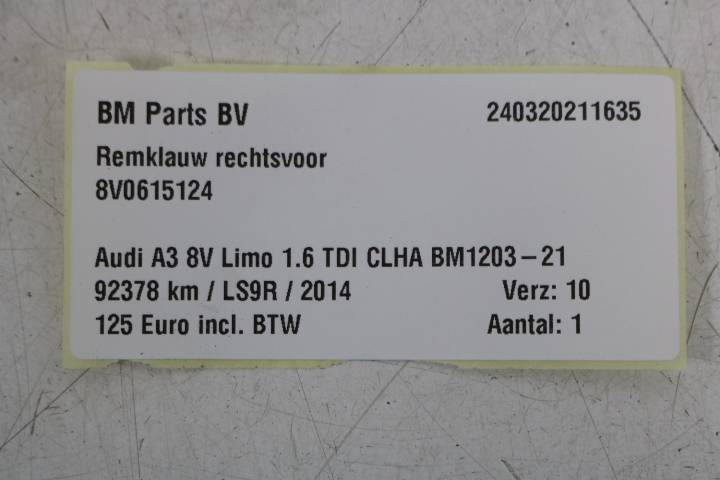 BM Parts BV 240320211635
Remklauw rechtsvoor
8V0615124
Audi A3 8V Limo 1.6 TDI CLHA BM1203-21
92378 km / LS9R / 2014 Verz: 10
125 Euro incl. BTW Aantal: 1